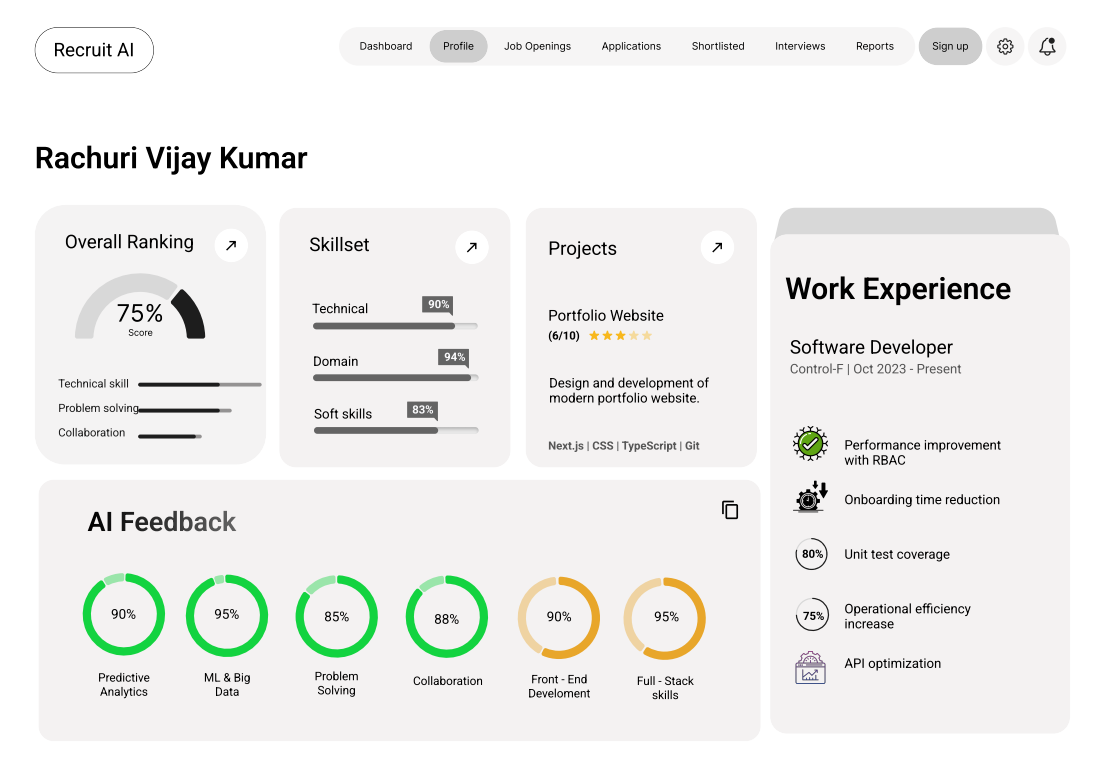 Recruit AI
Dashboard
Profile
Job Openings
Applications
Shortlisted
Interviews
Reports
Sign up
Rachuri Vijay Kumar
Overall Ranking
75%
Score
Technical skill
Problem solving
Collaboration
Skillset
Technical
90%
Domain
94%
Soft skills
83%
Projects
Portfolio Website
(6/10)
Design and development of
modern portfolio website.
Next.js | CSS | TypeScript | Git
Work Experience
Software Developer
Control-F | Oct 2023 - Present
Performance improvement
with RBAC
Onboarding time reduction
80%
Unit test coverage
75%
Operational efficiency
increase
API optimization
AI Feedback
90%
Predictive
Analytics
95%
ML & Big
Data
85%
Problem
Solving
88%
Collaboration
90%
Front - End
Develoment
95%
Full - Stack
skills